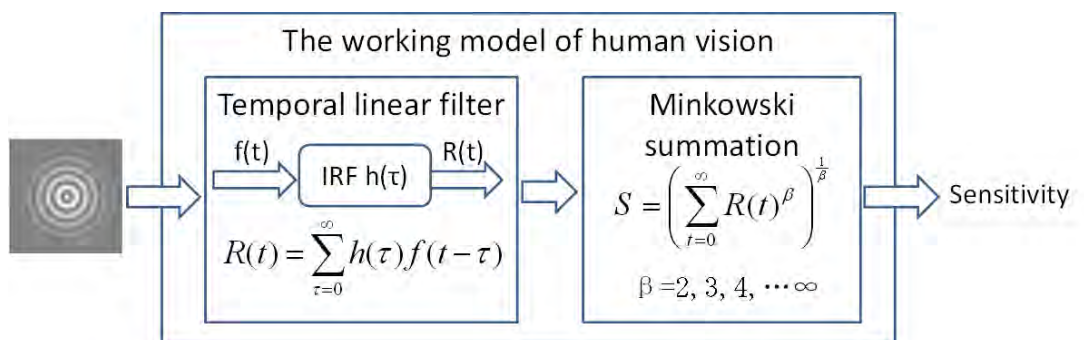 The working model of human vision
Temporal linear filter
f(t)
IRF h(τ)
R(t)
R(t) = ∑_{τ=0}^{∞} h(τ) f(t−τ)
Minkowski
summation
S = (∑_{t=0}^{∞} R(t)^β)^{1/β}
β=2, 3, 4, ⋯∞
Sensitivity